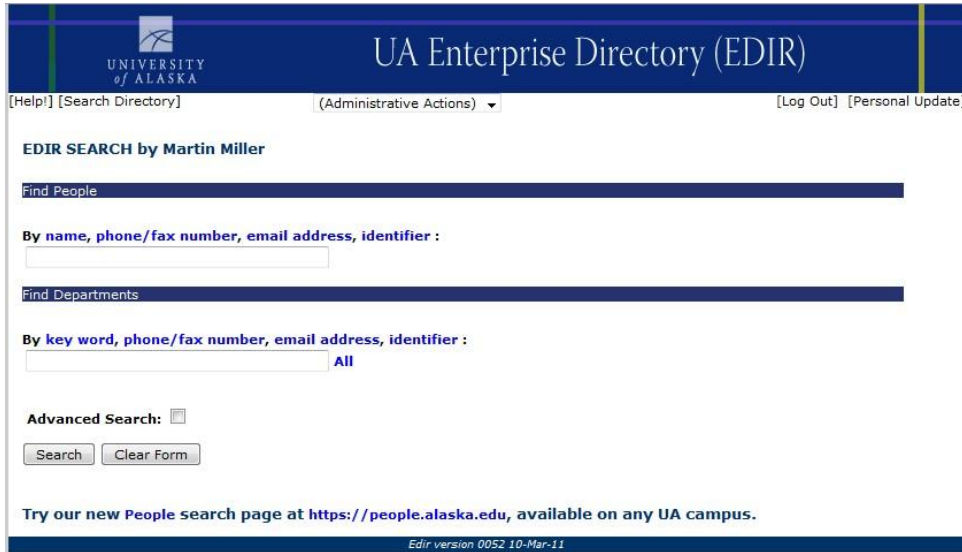 UNIVERSITY
of ALASKA
UA Enterprise Directory (EDIR)
[Help!] [Search Directory] (Administrative Actions) [Log Out] [Personal Update]
EDIR SEARCH by Martin Miller
Find People
By name, phone/fax number, email address, identifier :
Find Departments
By key word, phone/fax number, email address, identifier :
All
Advanced Search:
Search Clear Form
Try our new People search page at https://people.alaska.edu, available on any UA campus.
Edir version 0052 10-Mar-11